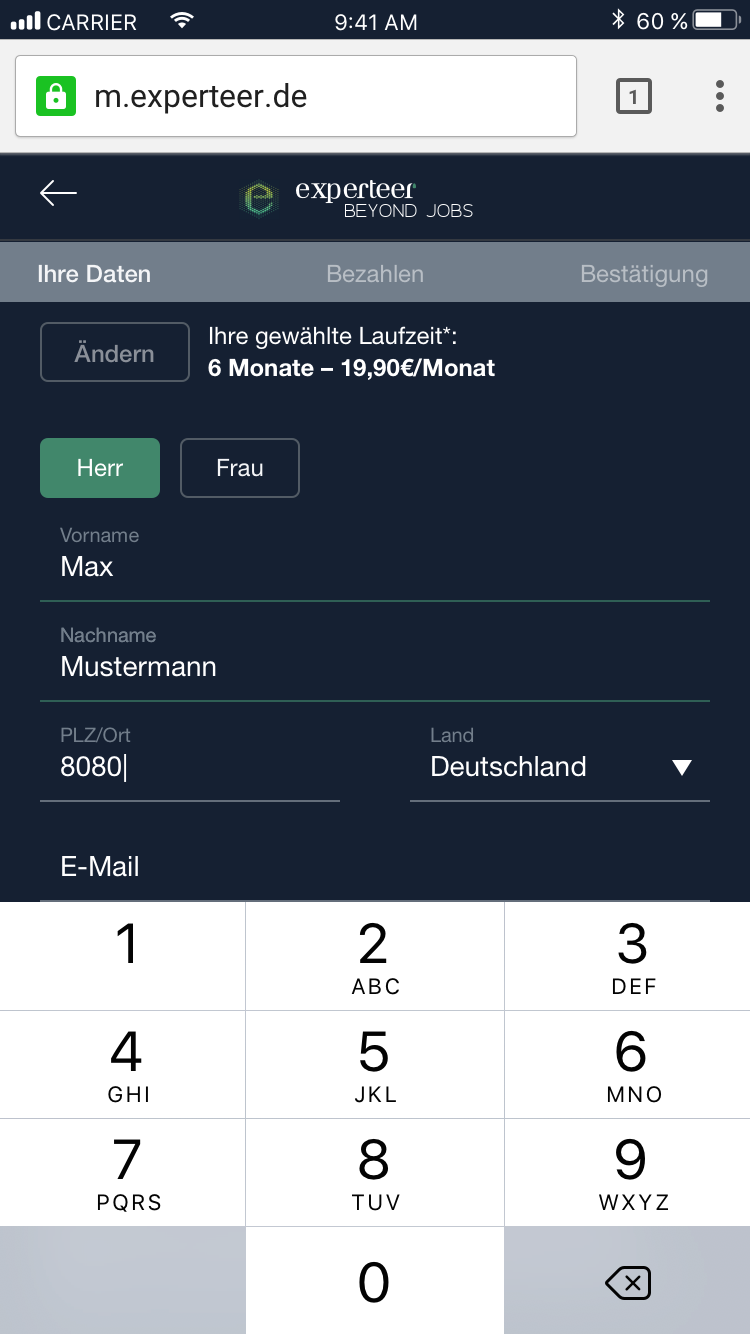 CARRIER 9:41 AM 60 %
m.experteer.de 1
experteer
BEYOND JOBS
Ihre Daten Bezahlen Bestätigung
Ändern
Ihre gewählte Laufzeit*:
6 Monate – 19,90€/Monat
Herr Frau
Vorname
Max
Nachname
Mustermann
PLZ/Ort Land
8080 Deutschland
E-Mail
1 2 3
ABC DEF
4 5 6
GHI JKL MNO
7 8 9
PQRS TUV WXYZ
0